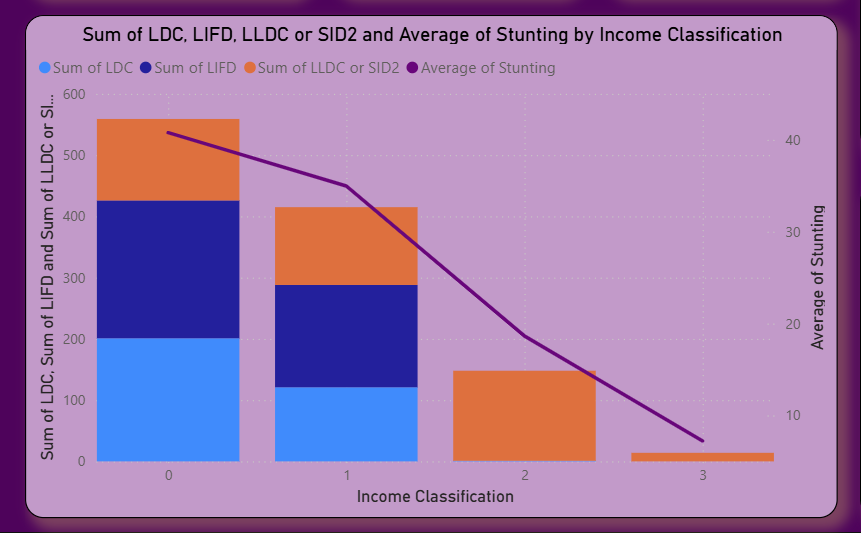 Sum of LDC, LIFD, LLDC or SID2 and Average of Stunting by Income Classification
Sum of LDC Sum of LIFD Sum of LLDC or SID2 Average of Stunting
Sum of LDC, Sum of LIFD and Sum of LLDC or SI...
600
500
400
300
200
100
0
40
30
20
10
Average of Stunting
0 1 2 3
Income Classification